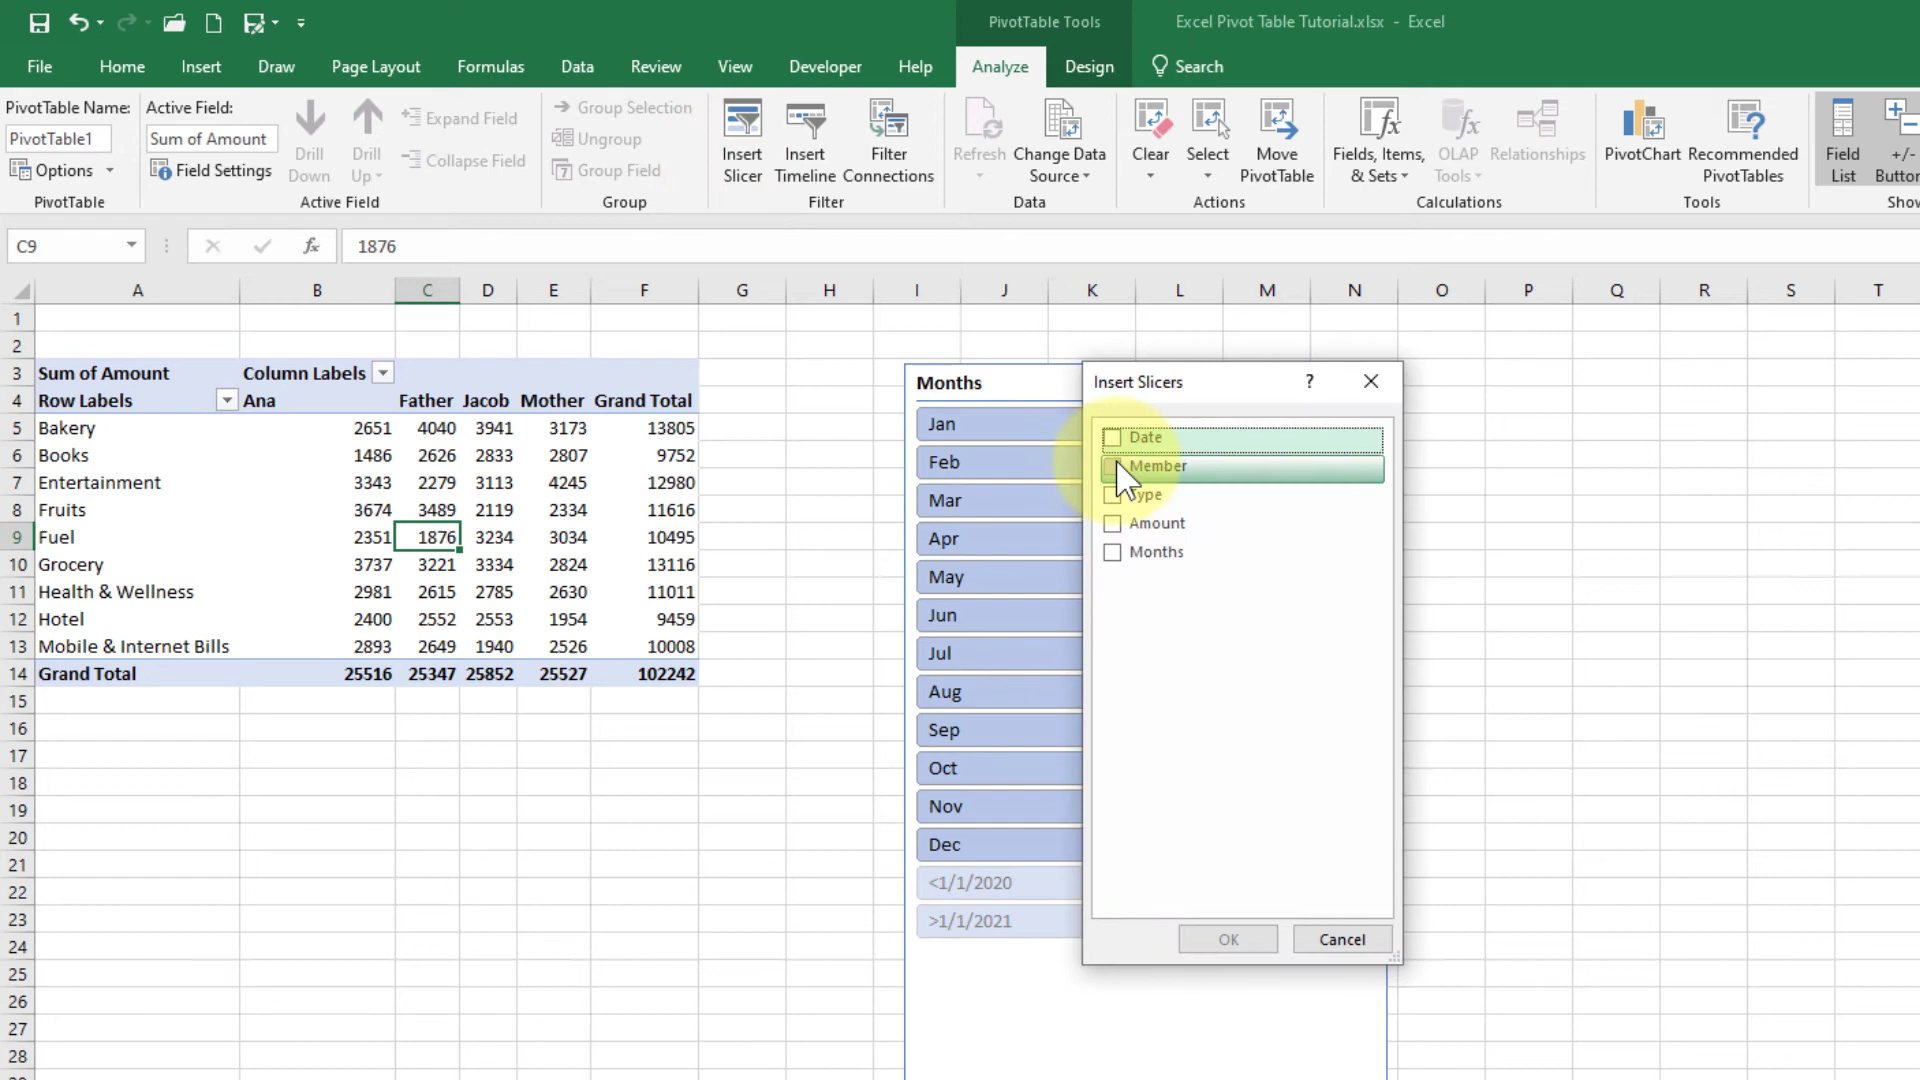 PivotTable Tools
Excel Pivot Table Tutorial.xlsx - Excel
File Home Insert Draw Page Layout Formulas Data Review View Developer Help Analyze Design Search
PivotTable Name:
PivotTable1
Options
PivotTable
Active Field:
Sum of Amount
Field Settings
Drill Down
Drill Up
Expand Field
Collapse Field
Active Field
Group Selection
Ungroup
Group Field
Group
Insert Slicer
Insert Timeline
Filter Connections
Filter
Refresh
Change Data Source
Data
Clear
Select
Move PivotTable
Actions
Fields, Items, & Sets
OLAP Tools
Relationships
Calculations
PivotChart
Recommended PivotTables
Tools
Field List
+/-
C9
fx
1876
A B C D E F G H I J K L M N O P Q R S T
1
2
3 Sum of Amount Column Labels
4 Row Labels Ana Father Jacob Mother Grand Total
5 Bakery 2651 4040 3941 3173 13805
6 Books 1486 2626 2833 2807 9752
7 Entertainment 3343 2279 3113 4245 12980
8 Fruits 3674 3489 2119 2334 11616
9 Fuel 2351 1876 3234 3034 10495
10 Grocery 3737 3221 3334 2824 13116
11 Health & Wellness 2981 2615 2785 2630 11011
12 Hotel 2400 2552 2553 1954 9459
13 Mobile & Internet Bills 2893 2649 1940 2526 10008
14 Grand Total 25516 25347 25852 25527 102242
15
16
17
18
19
20
21
22
23
24
25
26
27
28
Months
Jan
Feb
Mar
Apr
May
Jun
Jul
Aug
Sep
Oct
Nov
Dec
<1/1/2020
>1/1/2021
Insert Slicers
?
Date
Member
Type
Amount
Months
OK
Cancel